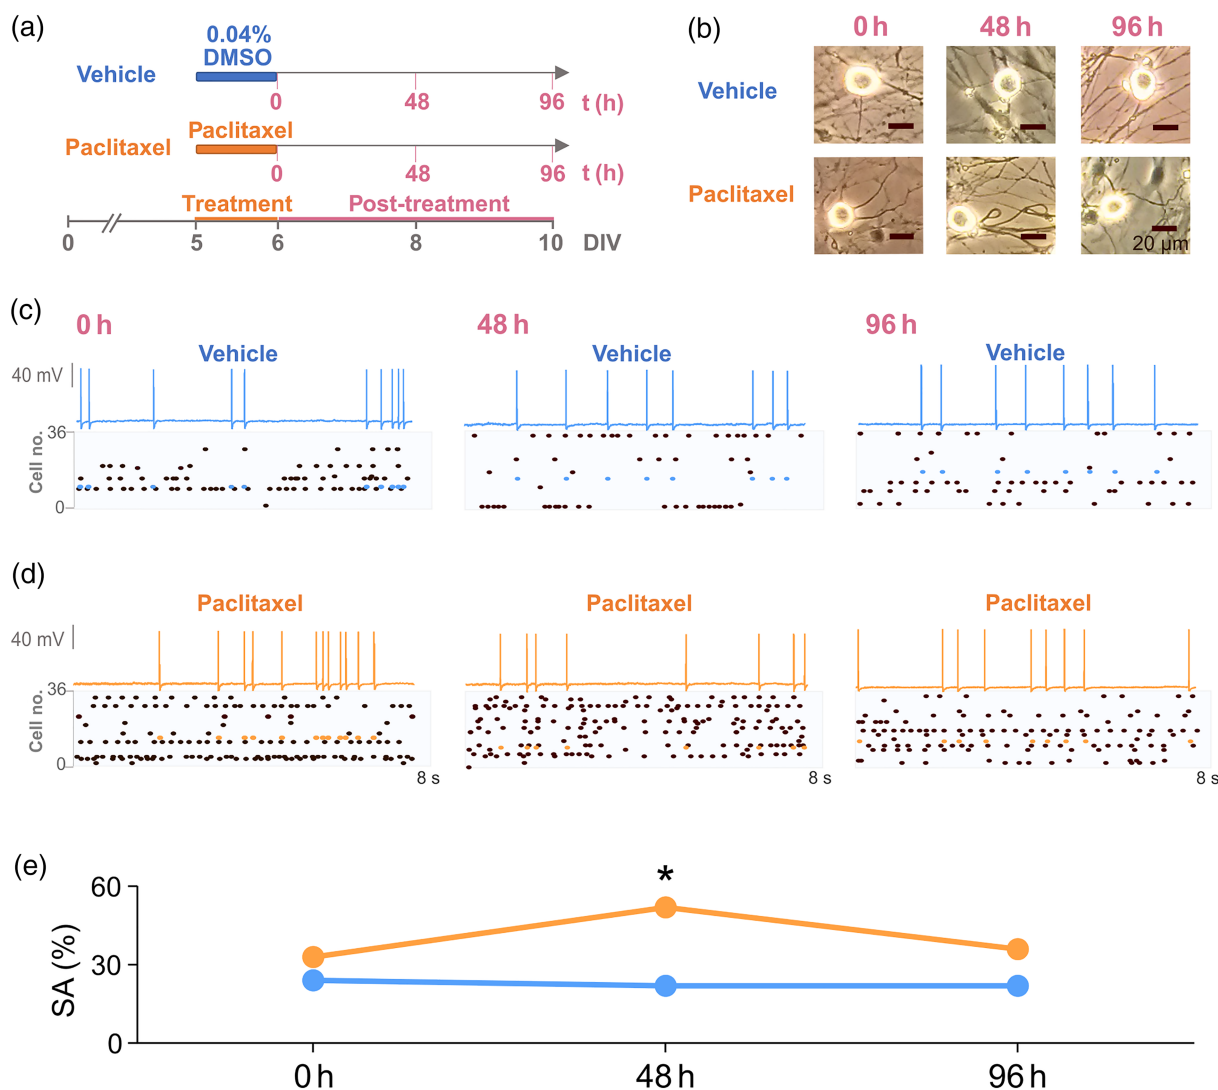 (a)
0.04%
DMSO
Vehicle
0 48 96 t (h)
Paclitaxel
Paclitaxel
0 48 96 t (h)
Treatment Post-treatment
0 5 6 8 10 DIV
(b)
0 h 48 h 96 h
Vehicle
Paclitaxel
20 µm
(c)
0 h 48 h 96 h
Vehicle Vehicle Vehicle
40 mV
36
Cell no.
0
(d)
Paclitaxel Paclitaxel Paclitaxel
40 mV
36
Cell no.
0
8 s 8 s
(e)
*
60
30
0
SA (%)
0 h 48 h 96 h